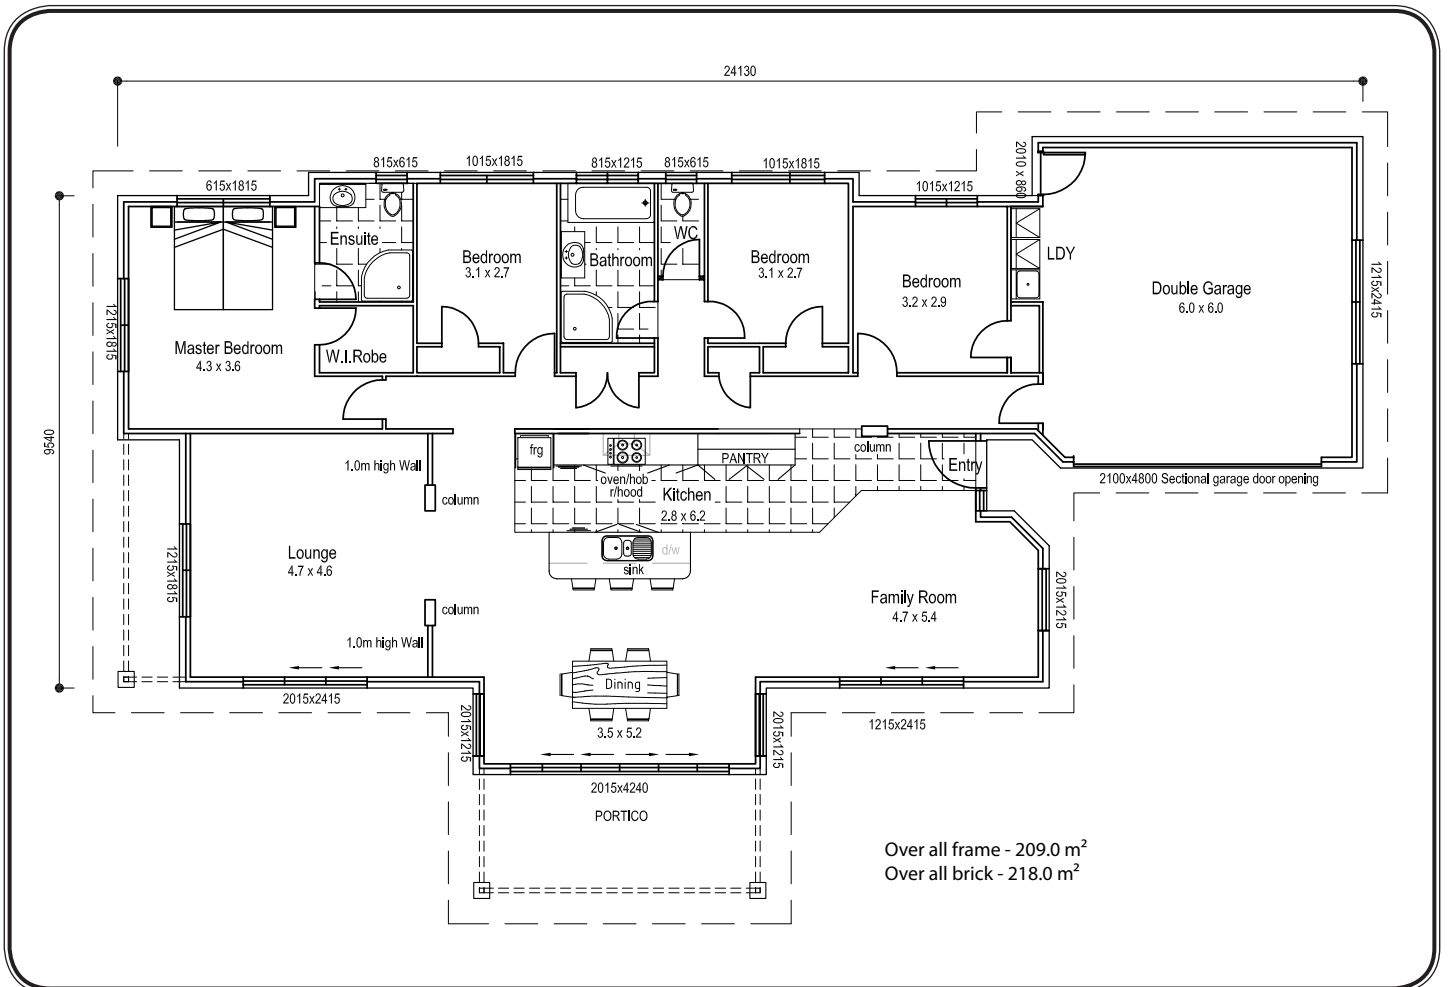 24130
815x615
1015x1815
815x1215
815x615
1015x1815
2010 x 860
615x1815
1015x1215
Ensuite
WC
Bedroom
3.1 x 2.7
Bathroom
Bedroom
3.1 x 2.7
LDY
Bedroom
3.2 x 2.9
Double Garage
6.0 x 6.0
1215x2415
1215x1815
Master Bedroom
4.3 x 3.6
W.I.Robe
9540
1.0m high Wall
column
frg
PANTRY
column
Entry
oven/hob
r/hood
Kitchen
2.8 x 6.2
2100x4800 Sectional garage door opening
Lounge
4.7 x 4.6
1215x1815
d/w
sink
column
1.0m high Wall
Family Room
4.7 x 5.4
2015x1215
Dining
3.5 x 5.2
2015x2415
2015x1215
2015x1215
1215x2415
2015x4240
PORTICO
Over all frame - 209.0 m²
Over all brick - 218.0 m²